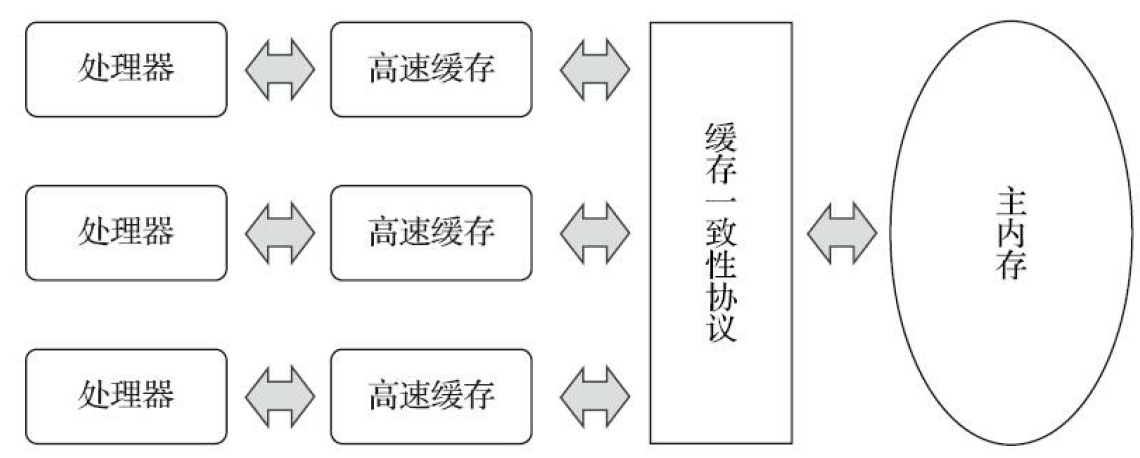 处理器
高速缓存
处理器
高速缓存
处理器
高速缓存
缓存一致性协议
主内存